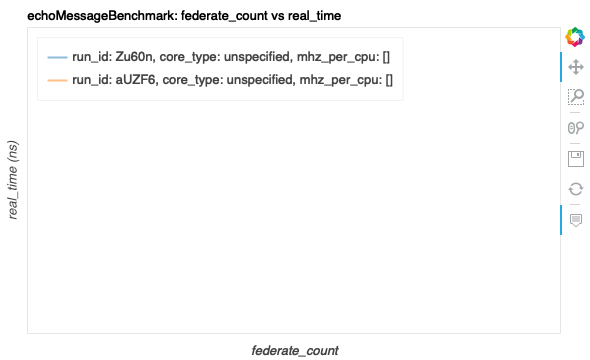 echoMessageBenchmark: federate_count vs real_time
run_id: Zu60n, core_type: unspecified, mhz_per_cpu: []
run_id: aUZF6, core_type: unspecified, mhz_per_cpu: []
real_time (ns)
federate_count